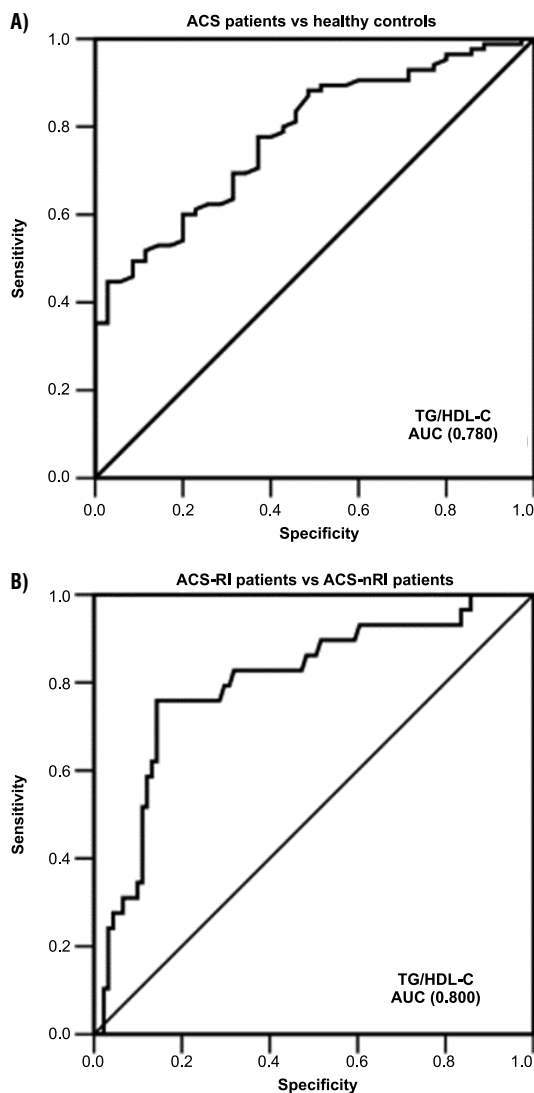 A)
ACS patients vs healthy controls
1.0
0.8
0.6
0.4
0.2
0.0
Sensitivity
TG/HDL-C
AUC (0.780)
0.0 0.2 0.4 0.6 0.8 1.0
Specificity
B)
ACS-RI patients vs ACS-nRI patients
1.0
0.8
0.6
0.4
0.2
0.0
Sensitivity
TG/HDL-C
AUC (0.800)
0.0 0.2 0.4 0.6 0.8 1.0
Specificity